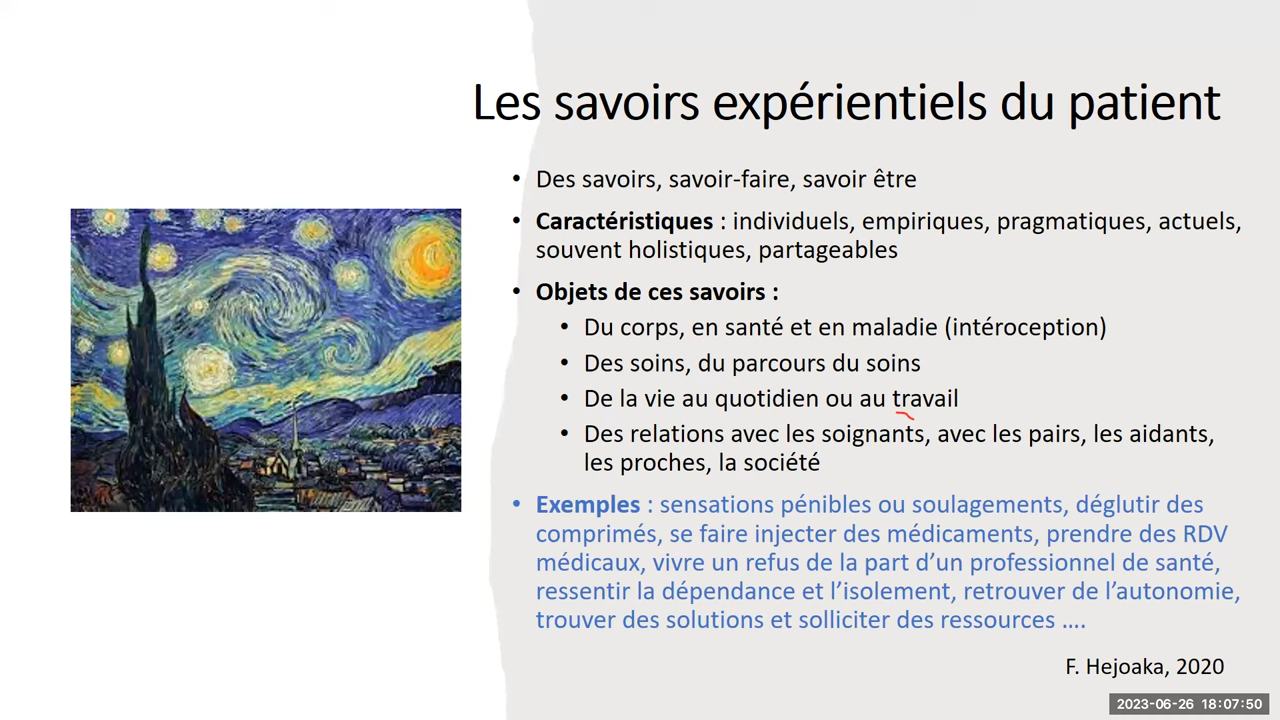 Les savoirs expérientiels du patient
• Des savoirs, savoir-faire, savoir être
• Caractéristiques : individuels, empiriques, pragmatiques, actuels,
souvent holistiques, partageables
• Objets de ces savoirs :
• Du corps, en santé et en maladie (intéroception)
• Des soins, du parcours du soins
• De la vie au quotidien ou au travail
• Des relations avec les soignants, avec les pairs, les aidants,
les proches, la société
• Exemples : sensations pénibles ou soulagements, déglutir des
comprimés, se faire injecter des médicaments, prendre des RDV
médicaux, vivre un refus de la part d’un professionnel de santé,
ressentir la dépendance et l’isolement, retrouver de l’autonomie,
trouver des solutions et solliciter des ressources ....
F. Hejoaka, 2020
2023-06-26 18:07:50